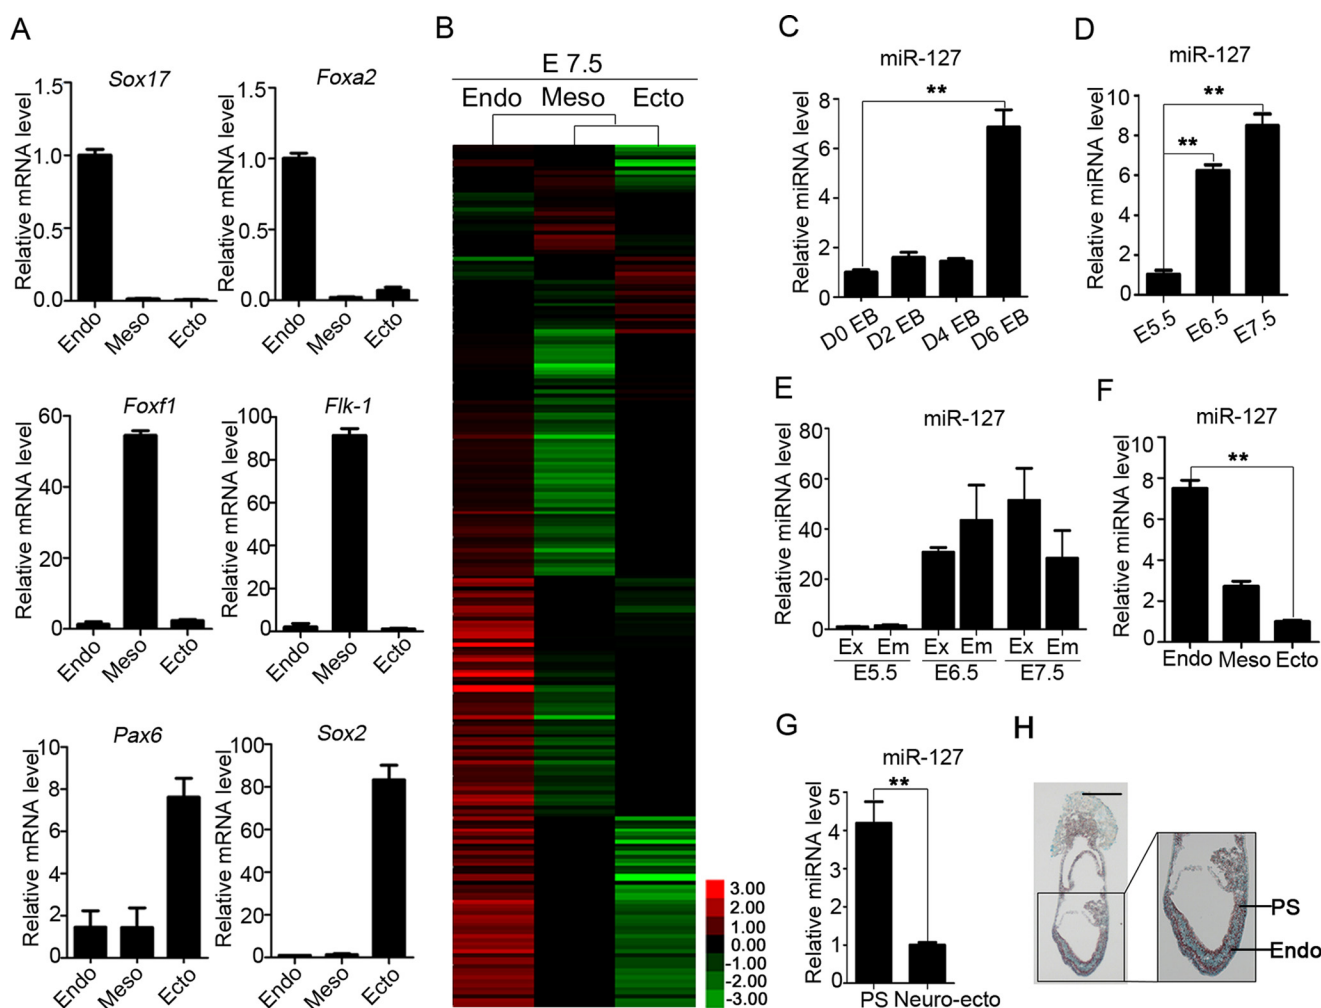 A
Sox17
Relative mRNA level
1.5
1.0
0.5
0.0
Endo
Meso
Ecto
Foxa2
Relative mRNA level
1.5
1.0
0.5
0.0
Endo
Meso
Ecto
Foxf1
Relative mRNA level
60
40
20
0
Endo
Meso
Ecto
Flk-1
Relative mRNA level
100
80
60
40
20
0
Endo
Meso
Ecto
Pax6
Relative mRNA level
10
8
6
4
2
0
Endo
Meso
Ecto
Sox2
Relative mRNA level
100
80
60
40
20
0
Endo
Meso
Ecto
B
E 7.5
Endo Meso Ecto
3.00
2.00
1.00
0.00
-1.00
-2.00
-3.00
C
miR-127
Relative miRNA level
8
6
4
2
0
**
D0 EB
D2 EB
D4 EB
D6 EB
D
miR-127
Relative miRNA level
10
8
6
4
2
0
**
**
E5.5
E6.5
E7.5
E
miR-127
Relative miRNA level
80
60
40
20
0
Ex Em Ex Em Ex Em
E5.5 E6.5 E7.5
F
miR-127
Relative miRNA level
10
8
6
4
2
0
**
Endo Meso Ecto
G
miR-127
Relative miRNA level
5
4
3
2
1
0
**
PS Neuro-ecto
H
PS
Endo